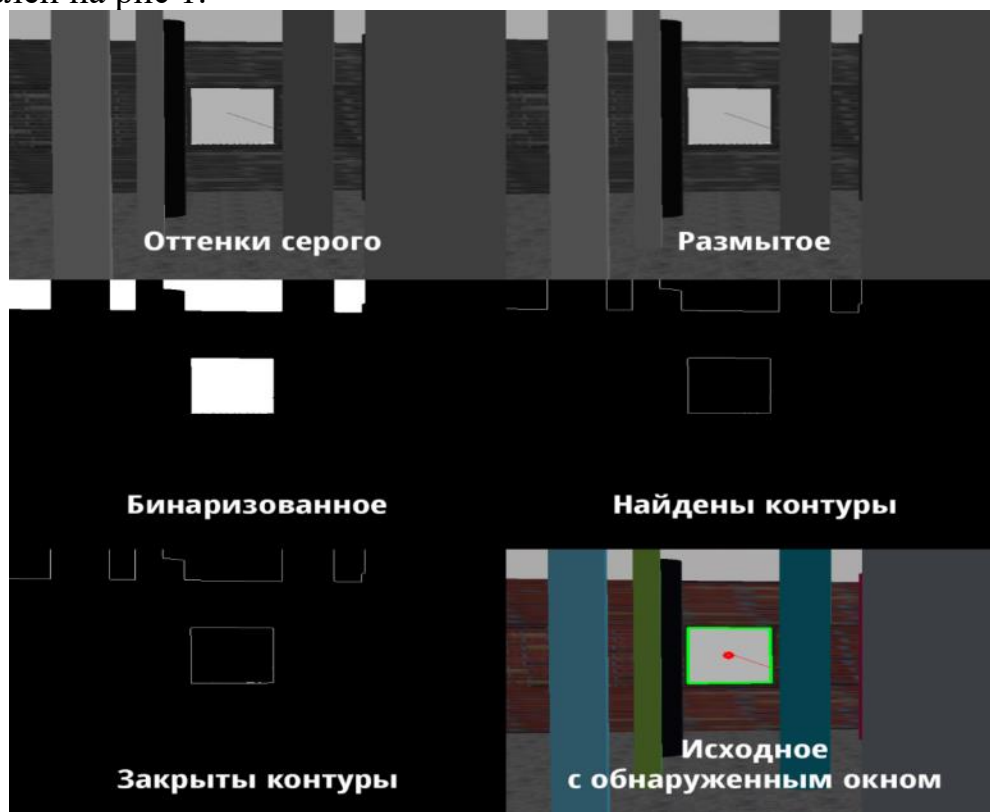 Оттенки серого
Размытое
Бинаризованное
Найдены контуры
Закрыты контуры
Исходное
с обнаруженным окном